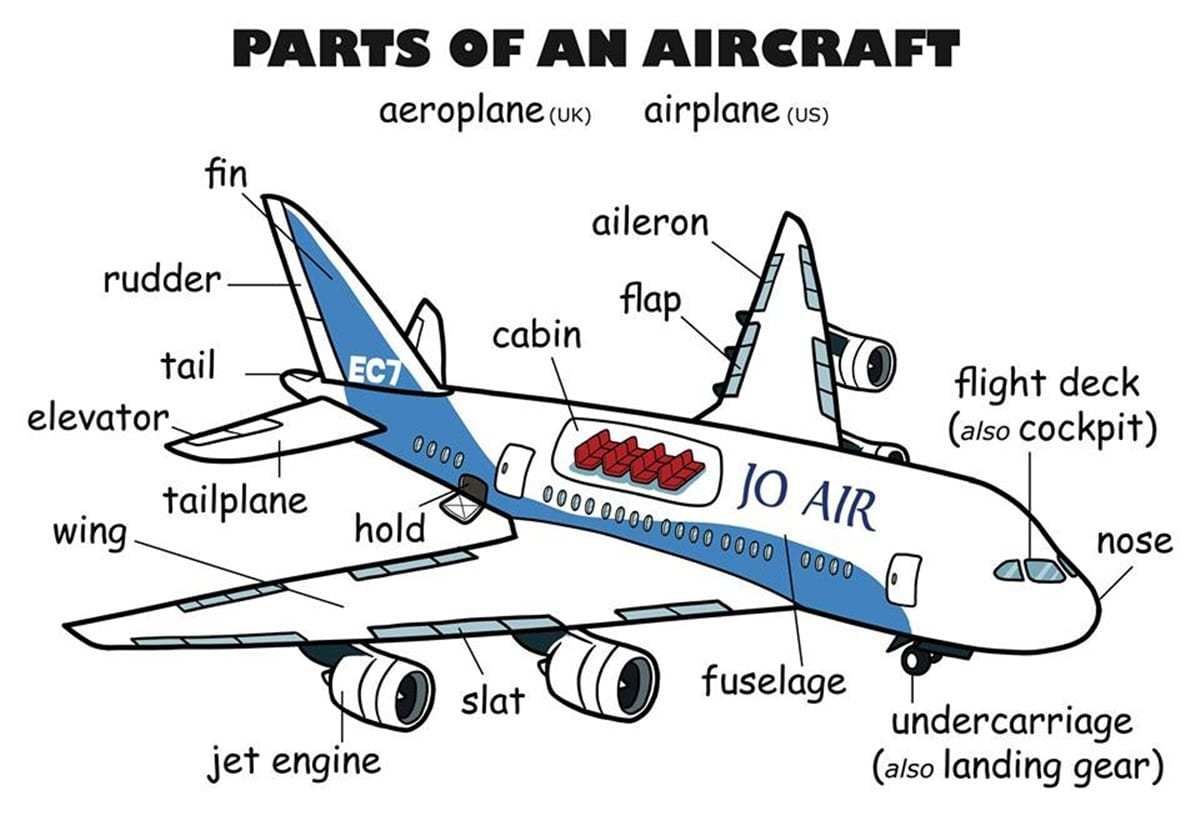 PARTS OF AN AIRCRAFT
aeroplane (UK) airplane (US)
fin
aileron
rudder
flap
cabin
tail
EC7
flight deck
(also cockpit)
elevator
tailplane
JO AIR
wing
hold
nose
fuselage
slat
undercarriage
(also landing gear)
jet engine